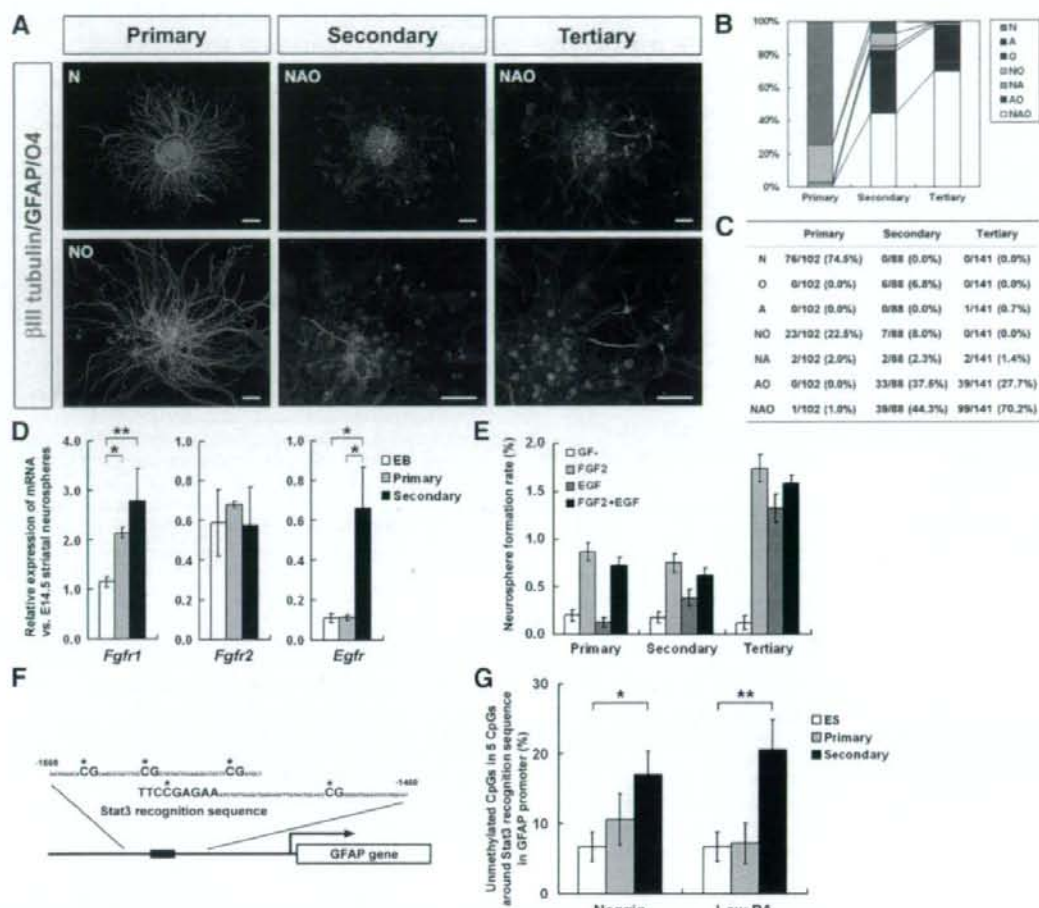 A
Primary
Secondary
Tertiary
βIII tubulin/GFAP/O4
N
NAO
NAO
NO
B
100%
80%
60%
40%
20%
0%
Primary
Secondary
Tertiary
N
A
O
NO
NA
AO
NAO
C
Primary Secondary Tertiary
N 76/102 (74.5%) 0/88 (0.0%) 0/141 (0.0%)
O 0/102 (0.0%) 6/88 (6.8%) 0/141 (0.0%)
A 0/102 (0.0%) 0/88 (0.0%) 1/141 (0.7%)
NO 23/102 (22.5%) 7/88 (8.0%) 0/141 (0.0%)
NA 2/102 (2.0%) 2/88 (2.3%) 2/141 (1.4%)
AO 0/102 (0.0%) 33/88 (37.5%) 39/141 (27.7%)
NAO 1/102 (1.0%) 39/88 (44.3%) 99/141 (70.2%)
D
Relative expression of mRNA
vs. E14.5 striatal neurospheres
4.0
3.0
2.0
1.0
0.0
**
*
Fgfr1
1.0
0.8
0.6
0.4
0.2
0.0
Fgfr2
1.0
0.8
0.6
0.4
0.2
0.0
*
*
Egfr
EB
Primary
Secondary
E
Neurosphere formation rate (%)
2.0
1.5
1.0
0.5
0.0
GF-
FGF2
EGF
FGF2+EGF
Primary
Secondary
Tertiary
F
* * *
CG CG CG
*
TTCCGAGAA
*
CG
Stat3 recognition sequence
GFAP gene
G
Unmethylated CpGs in 5 CpGs
around Stat3 recognition sequence
in GFAP promoter (%)
30
20
10
0
*
**
ES
Primary
Secondary